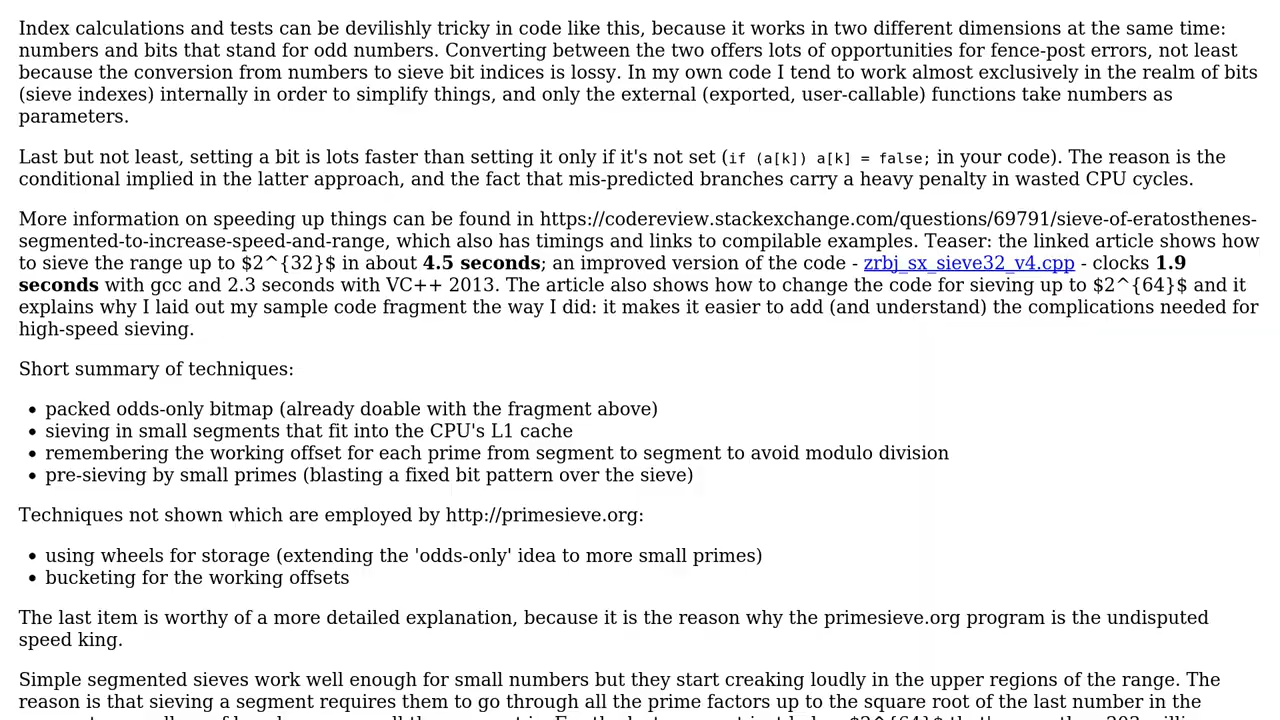 Index calculations and tests can be devilishly tricky in code like this, because it works in two different dimensions at the same time:
numbers and bits that stand for odd numbers. Converting between the two offers lots of opportunities for fence-post errors, not least
because the conversion from numbers to sieve bit indices is lossy. In my own code I tend to work almost exclusively in the realm of bits
(sieve indexes) internally in order to simplify things, and only the external (exported, user-callable) functions take numbers as
parameters.
Last but not least, setting a bit is lots faster than setting it only if it's not set (if (a[k]) a[k] = false; in your code). The reason is the
conditional implied in the latter approach, and the fact that mis-predicted branches carry a heavy penalty in wasted CPU cycles.
More information on speeding up things can be found in https://codereview.stackexchange.com/questions/69791/sieve-of-eratosthenes-
segmented-to-increase-speed-and-range, which also has timings and links to compilable examples. Teaser: the linked article shows how
to sieve the range up to $2^{32}$ in about 4.5 seconds; an improved version of the code - zrbj_sx_sieve32_v4.cpp - clocks 1.9
seconds with gcc and 2.3 seconds with VC++ 2013. The article also shows how to change the code for sieving up to $2^{64}$ and it
explains why I laid out my sample code fragment the way I did: it makes it easier to add (and understand) the complications needed for
high-speed sieving.
Short summary of techniques:
• packed odds-only bitmap (already doable with the fragment above)
• sieving in small segments that fit into the CPU's L1 cache
• remembering the working offset for each prime from segment to segment to avoid modulo division
• pre-sieving by small primes (blasting a fixed bit pattern over the sieve)
Techniques not shown which are employed by http://primesieve.org:
• using wheels for storage (extending the 'odds-only' idea to more small primes)
• bucketing for the working offsets
The last item is worthy of a more detailed explanation, because it is the reason why the primesieve.org program is the undisputed
speed king.
Simple segmented sieves work well enough for small numbers but they start creaking loudly in the upper regions of the range. The
reason is that sieving a segment requires them to go through all the prime factors up to the square root of the last number in the